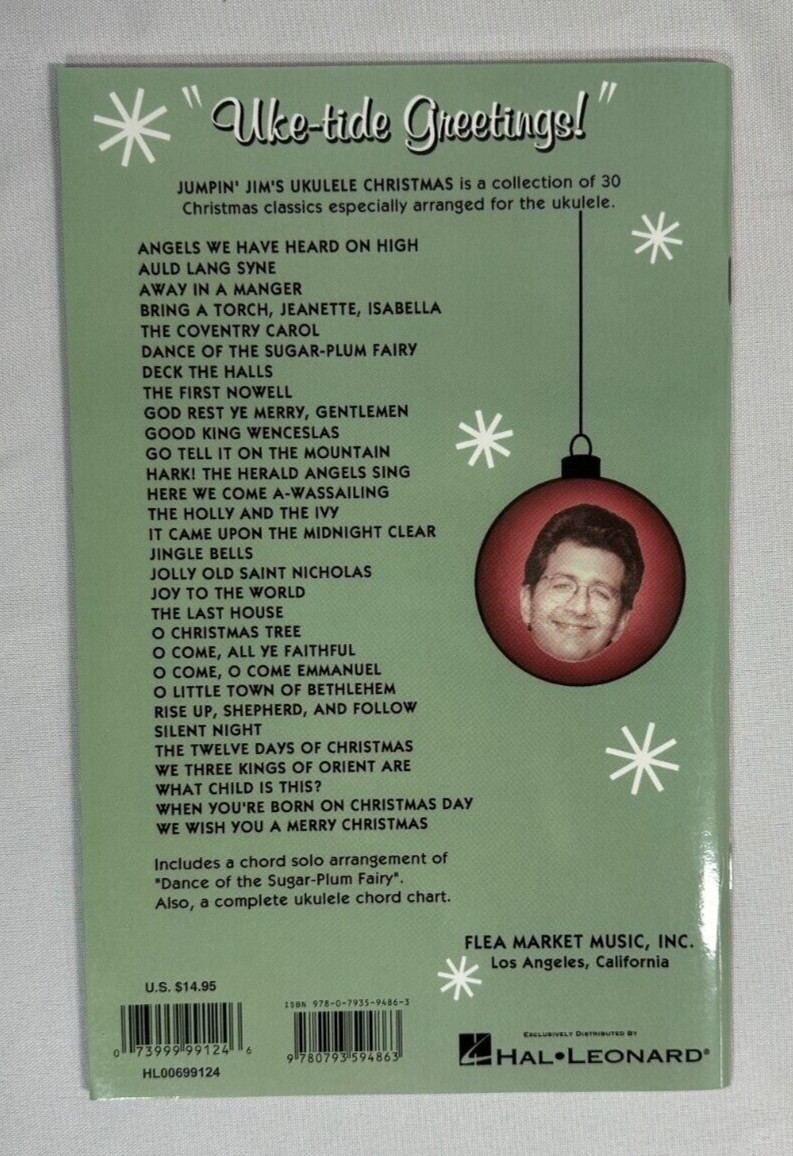 "Uke-tide Greetings!"
JUMPIN' JIM'S UKULELE CHRISTMAS is a collection of 30
Christmas classics especially arranged for the ukulele.
ANGELS WE HAVE HEARD ON HIGH
AULD LANG SYNE
AWAY IN A MANGER
BRING A TORCH, JEANETTE, ISABELLA
THE COVENTRY CAROL
DANCE OF THE SUGAR-PLUM FAIRY
DECK THE HALLS
THE FIRST NOWELL
GOD REST YE MERRY, GENTLEMEN
GOOD KING WENCESLAS
GO TELL IT ON THE MOUNTAIN
HARK! THE HERALD ANGELS SING
HERE WE COME A-WASSAILING
THE HOLLY AND THE IVY
IT CAME UPON THE MIDNIGHT CLEAR
JINGLE BELLS
JOLLY OLD SAINT NICHOLAS
JOY TO THE WORLD
THE LAST HOUSE
O CHRISTMAS TREE
O COME, ALL YE FAITHFUL
O COME, O COME EMMANUEL
O LITTLE TOWN OF BETHLEHEM
RISE UP, SHEPHERD, AND FOLLOW
SILENT NIGHT
THE TWELVE DAYS OF CHRISTMAS
WE THREE KINGS OF ORIENT ARE
WHAT CHILD IS THIS?
WHEN YOU'RE BORN ON CHRISTMAS DAY
WE WISH YOU A MERRY CHRISTMAS
Includes a chord solo arrangement of
"Dance of the Sugar-Plum Fairy".
Also, a complete ukulele chord chart.
FLEA MARKET MUSIC, INC.
Los Angeles, California
U.S. $14.95
0 73999 99124 6
HL00699124
ISBN 978-0-7935-9486-3
9 780793 594863
EXCLUSIVELY DISTRIBUTED BY
HAL•LEONARD®